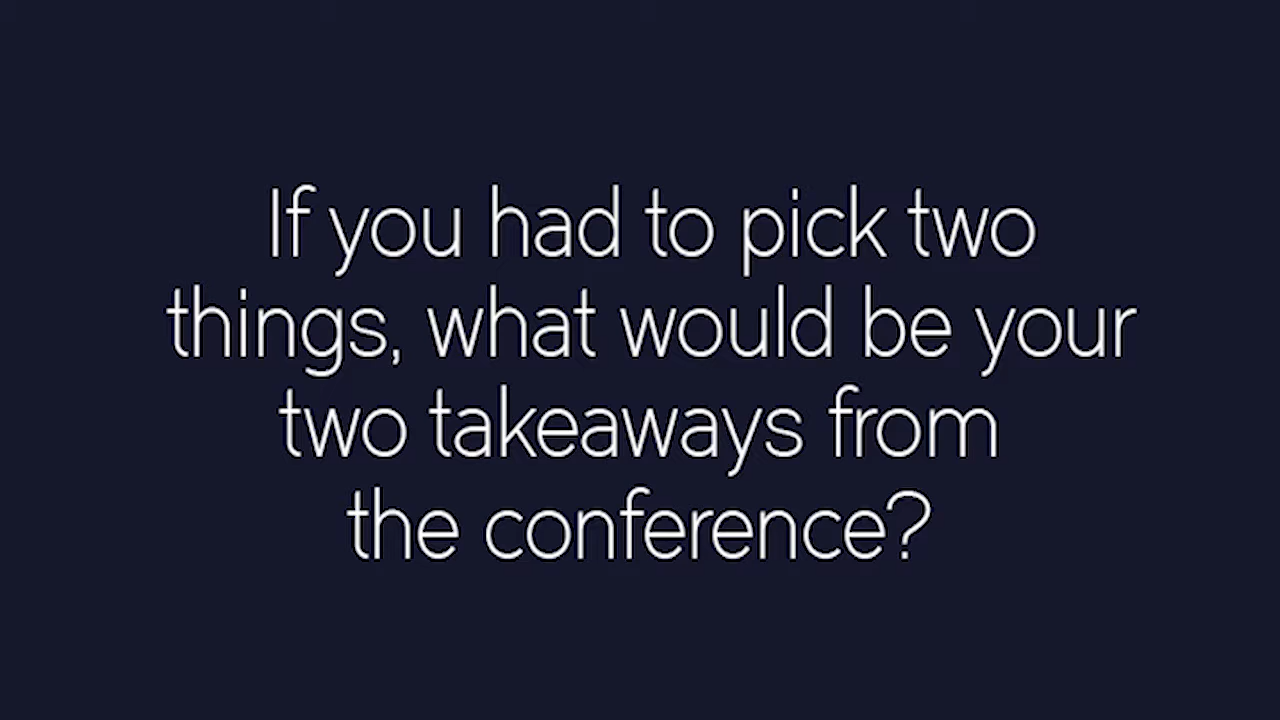 If you had to pick two
things, what would be your
two takeaways from
the conference?